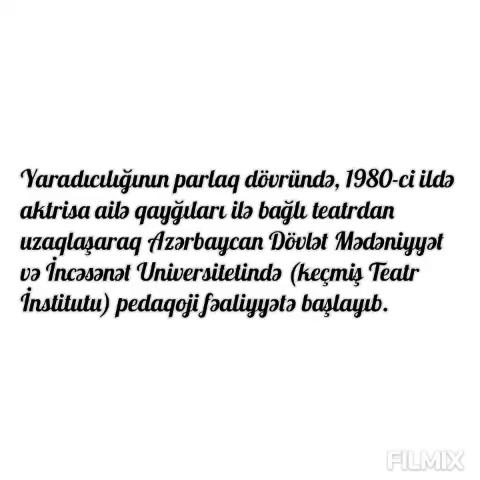 Yaradıcılığının parlaq dövründə, 1980-ci ildə
aktrisa ailə qayğıları ilə bağlı teatrdan
uzaqlaşaraq Azərbaycan Dövlət Mədəniyyət
və İncəsənət Universitetində (keçmiş Teatr
İnstitutu) pedaqoji fəaliyyətə başlayıb.
FILMIX